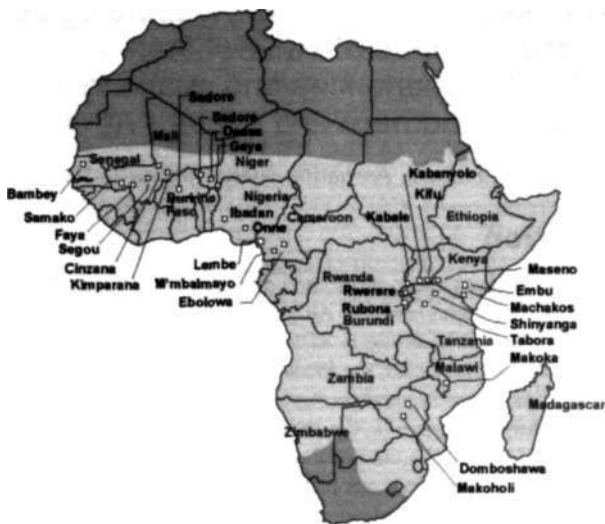 Sadore
Sadore
Dosso
Gaya
Mali
Senegal
Niger
Kabanyolo
Kifu
Bambey
Burkina
Faso
Nigeria
Ibadan
Cameroon
Kabale
Ethiopia
Samako
Onne
Faya
Kenya
Segou
Maseno
Cinzana
Lembe
Rwanda
Embu
Kimparana
M'mbalmayo
Rwerere
Machakos
Ebolowa
Rubona
Shinyanga
Burundi
Tabora
Tanzania
Makoka
Malawi
Zambia
Madagascar
Zimbabwe
Domboshawa
Makoholi